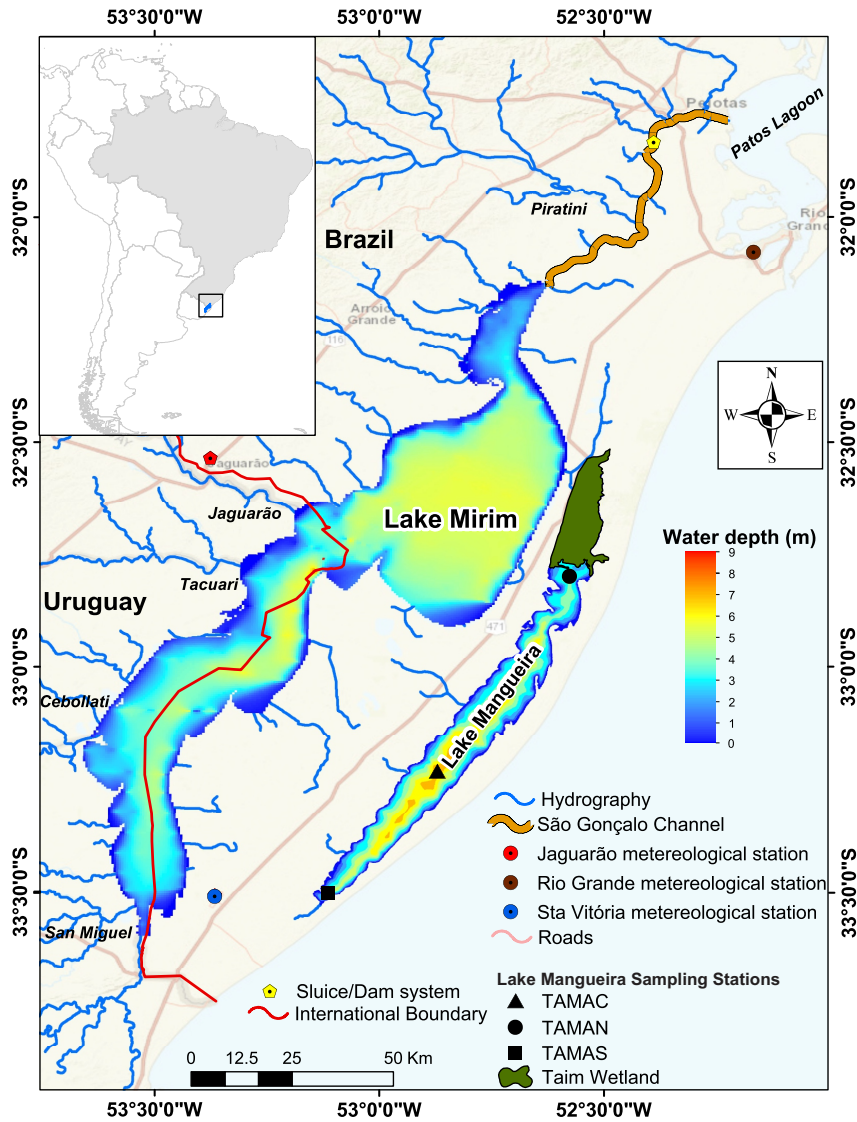 53°30'0"W 53°0'0"W 52°30'0"W
Pelotas
Patos Lagoon
Piratini
32°0'0"S 32°0'0"S
Brazil
Rio
Grand
Arroio
Grande
116
N
W E
S
32°30'0"S 32°30'0"S
Jaguarão
Jaguarão
Lake Mirim
Water depth (m)
9
8
7
6
5
4
3
2
1
0
Tacuari
Uruguay
471
33°0'0"S 33°0'0"S
Lake Mangueira
Cebollati
Hydrography
São Gonçalo Channel
Jaguarão metereological station
Rio Grande metereological station
Sta Vitória metereological station
Roads
33°30'0"S 33°30'0"S
San Miguel
Lake Mangueira Sampling Stations
TAMAC
TAMAN
TAMAS
Taim Wetland
Sluice/Dam system
International Boundary
0 12.5 25 50 Km
53°30'0"W 53°0'0"W 52°30'0"W